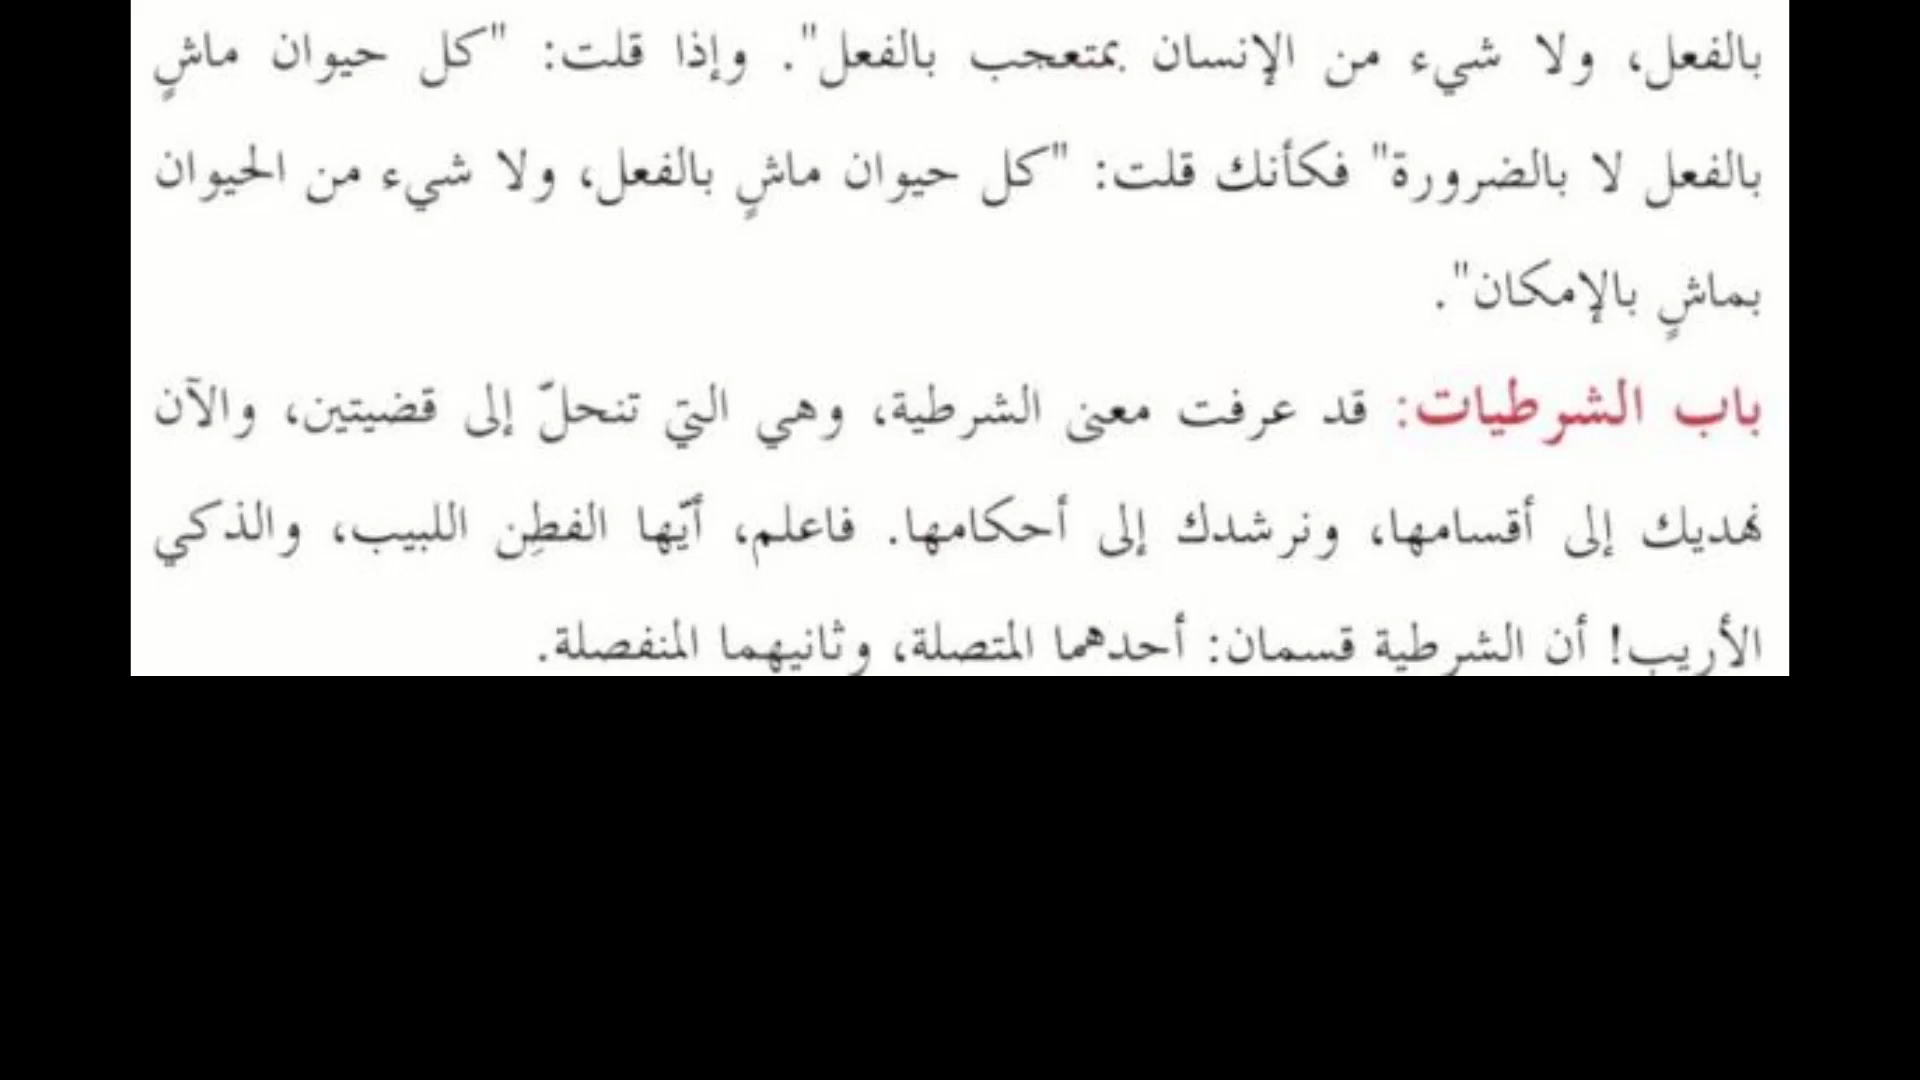 بالفعل، ولا شيء من الإنسان بمتعجب بالفعل". وإذا قلت: "كل حيوان ماشٍ
بالفعل لا بالضرورة" فكأنك قلت: "كل حيوان ماشٍ بالفعل، ولا شيء من الحيوان
بماشٍ بالإمكان".
باب الشرطيات: قد عرفت معنى الشرطية، وهي التي تنحلّ إلى قضيتين، والآن
نهديك إلى أقسامها، ونرشدك إلى أحكامها. فاعلم، أيّها الفطِن اللبيب، والذكي
الأريب! أن الشرطية قسمان: أحدهما المتصلة، وثانيهما المنفصلة.